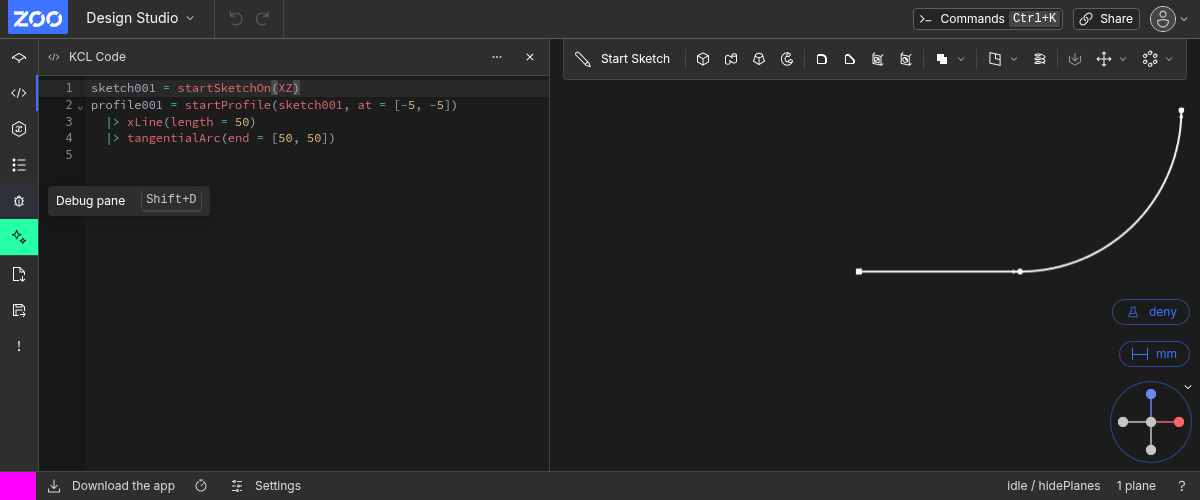 ZOO Design Studio Commands Ctrl+K Share
</> KCL Code ... Start Sketch
1 sketch001 = startSketchOn(XZ)
2 profile001 = startProfile(sketch001, at = [-5, -5])
3 |> xLine(length = 50)
4 |> tangentialArc(end = [50, 50])
5
Debug pane Shift+D
deny
mm
Download the app Settings idle / hidePlanes 1 plane ?